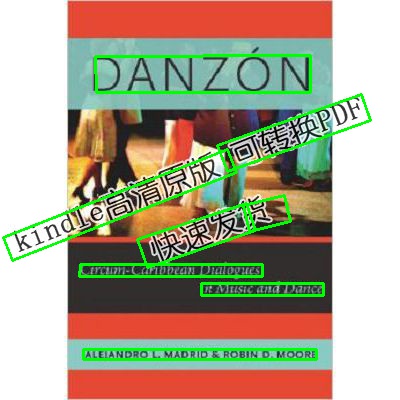 DANZÓN
kindle高清原版 可转换PDF
快速发货
Circum-Caribbean Dialogues
in Music and Dance
ALEJANDRO L. MADRID & ROBIN D. MOORE